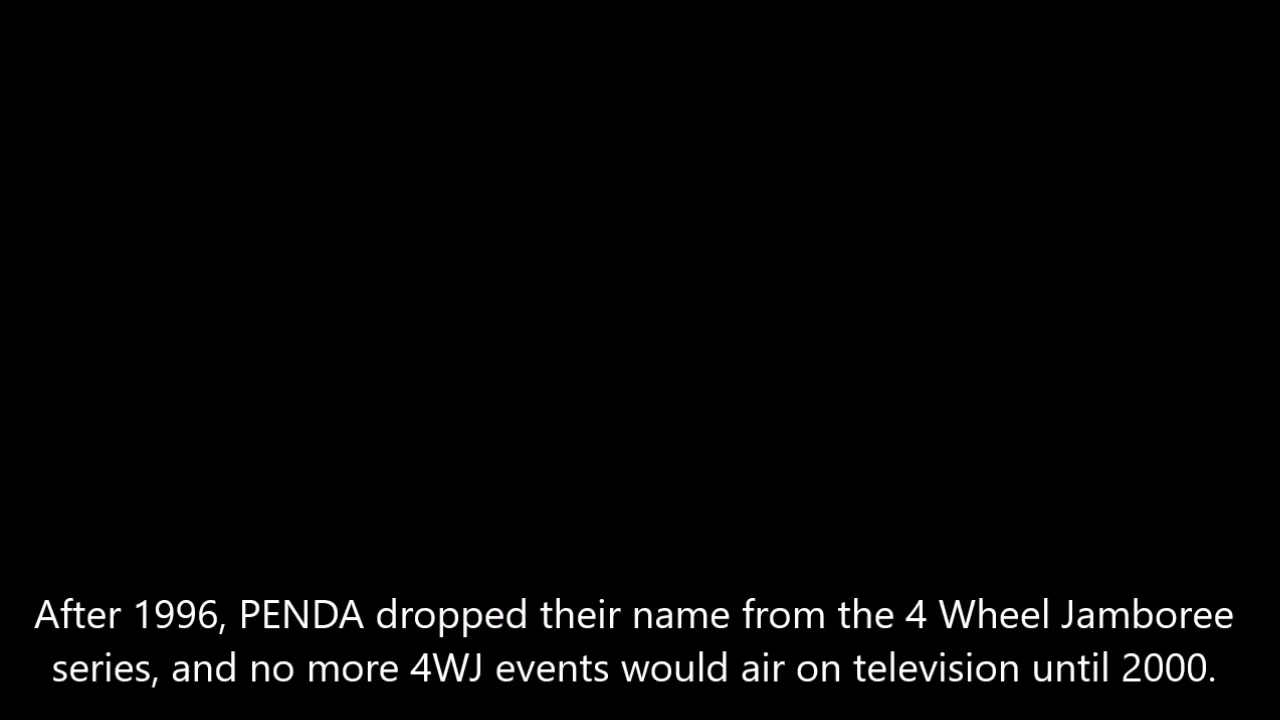 After 1996, PENDA dropped their name from the 4 Wheel Jamboree
series, and no more 4WJ events would air on television until 2000.